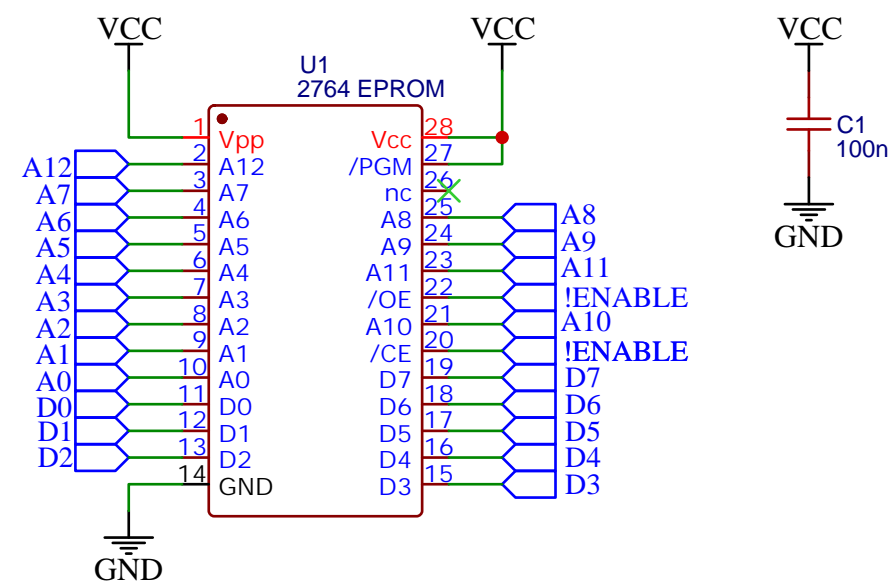 VCC
VCC
VCC
U1
2764 EPROM
1
Vpp
Vcc
28
A12
2
A12
/PGM
27
A7
3
A7
nc
26
A6
4
A6
A8
25
A8
A5
5
A5
A9
24
A9
A4
6
A4
A11
23
A11
A3
7
A3
/OE
22
!ENABLE
A2
8
A2
A10
21
A10
A1
9
A1
/CE
20
!ENABLE
A0
10
A0
D7
19
D7
D0
11
D0
D6
18
D6
D1
12
D1
D5
17
D5
D2
13
D2
D4
16
D4
14
GND
D3
15
D3
GND
C1
100n
GND